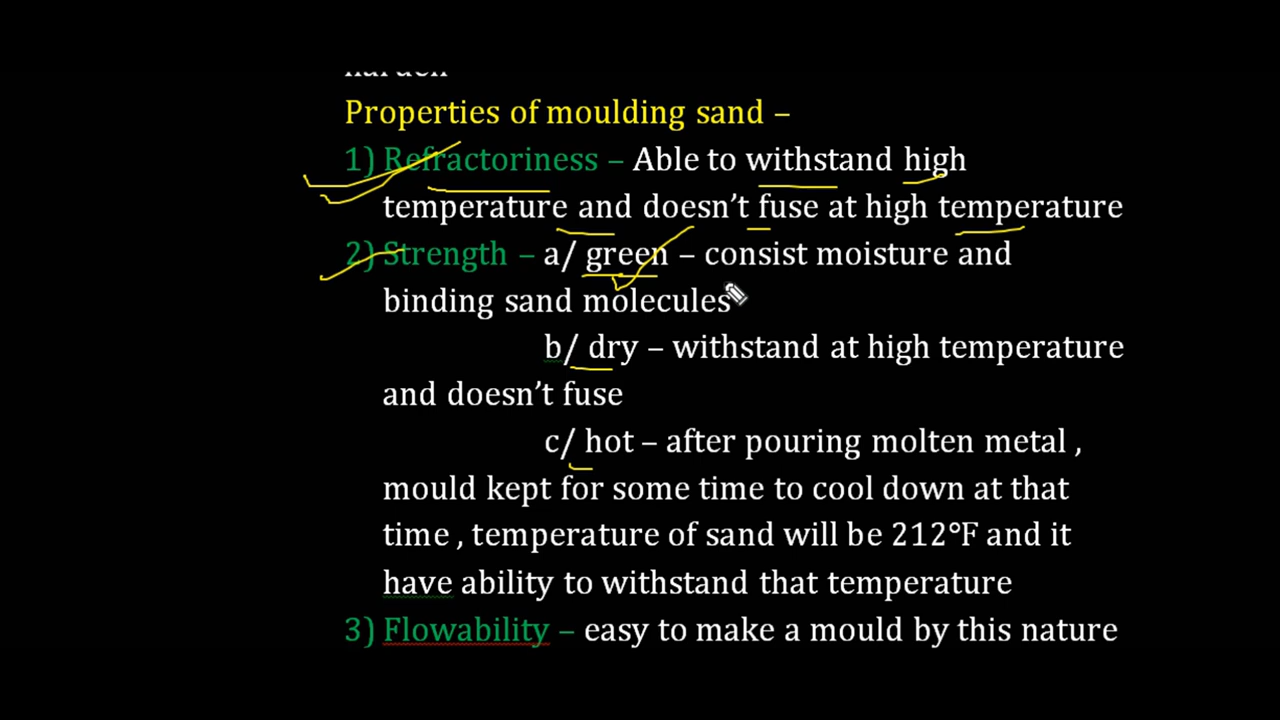 Properties of moulding sand –
1) Refractoriness – Able to withstand high
temperature and doesn’t fuse at high temperature
2) Strength – a/ green – consist moisture and
binding sand molecules
b/ dry – withstand at high temperature
and doesn’t fuse
c/ hot – after pouring molten metal ,
mould kept for some time to cool down at that
time , temperature of sand will be 212°F and it
have ability to withstand that temperature
3) Flowability – easy to make a mould by this nature